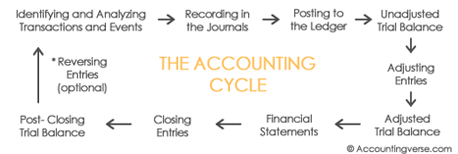 Identifying and Analyzing
Transactions and Events
Recording in
the Journals
Posting to
the Ledger
Unadjusted
Trial Balance
Adjusting
Entries
Adjusted
Trial Balance
Financial
Statements
Closing
Entries
Post- Closing
Trial Balance
*Reversing
Entries
(optional)
THE ACCOUNTING
CYCLE
© Accountingverse.com